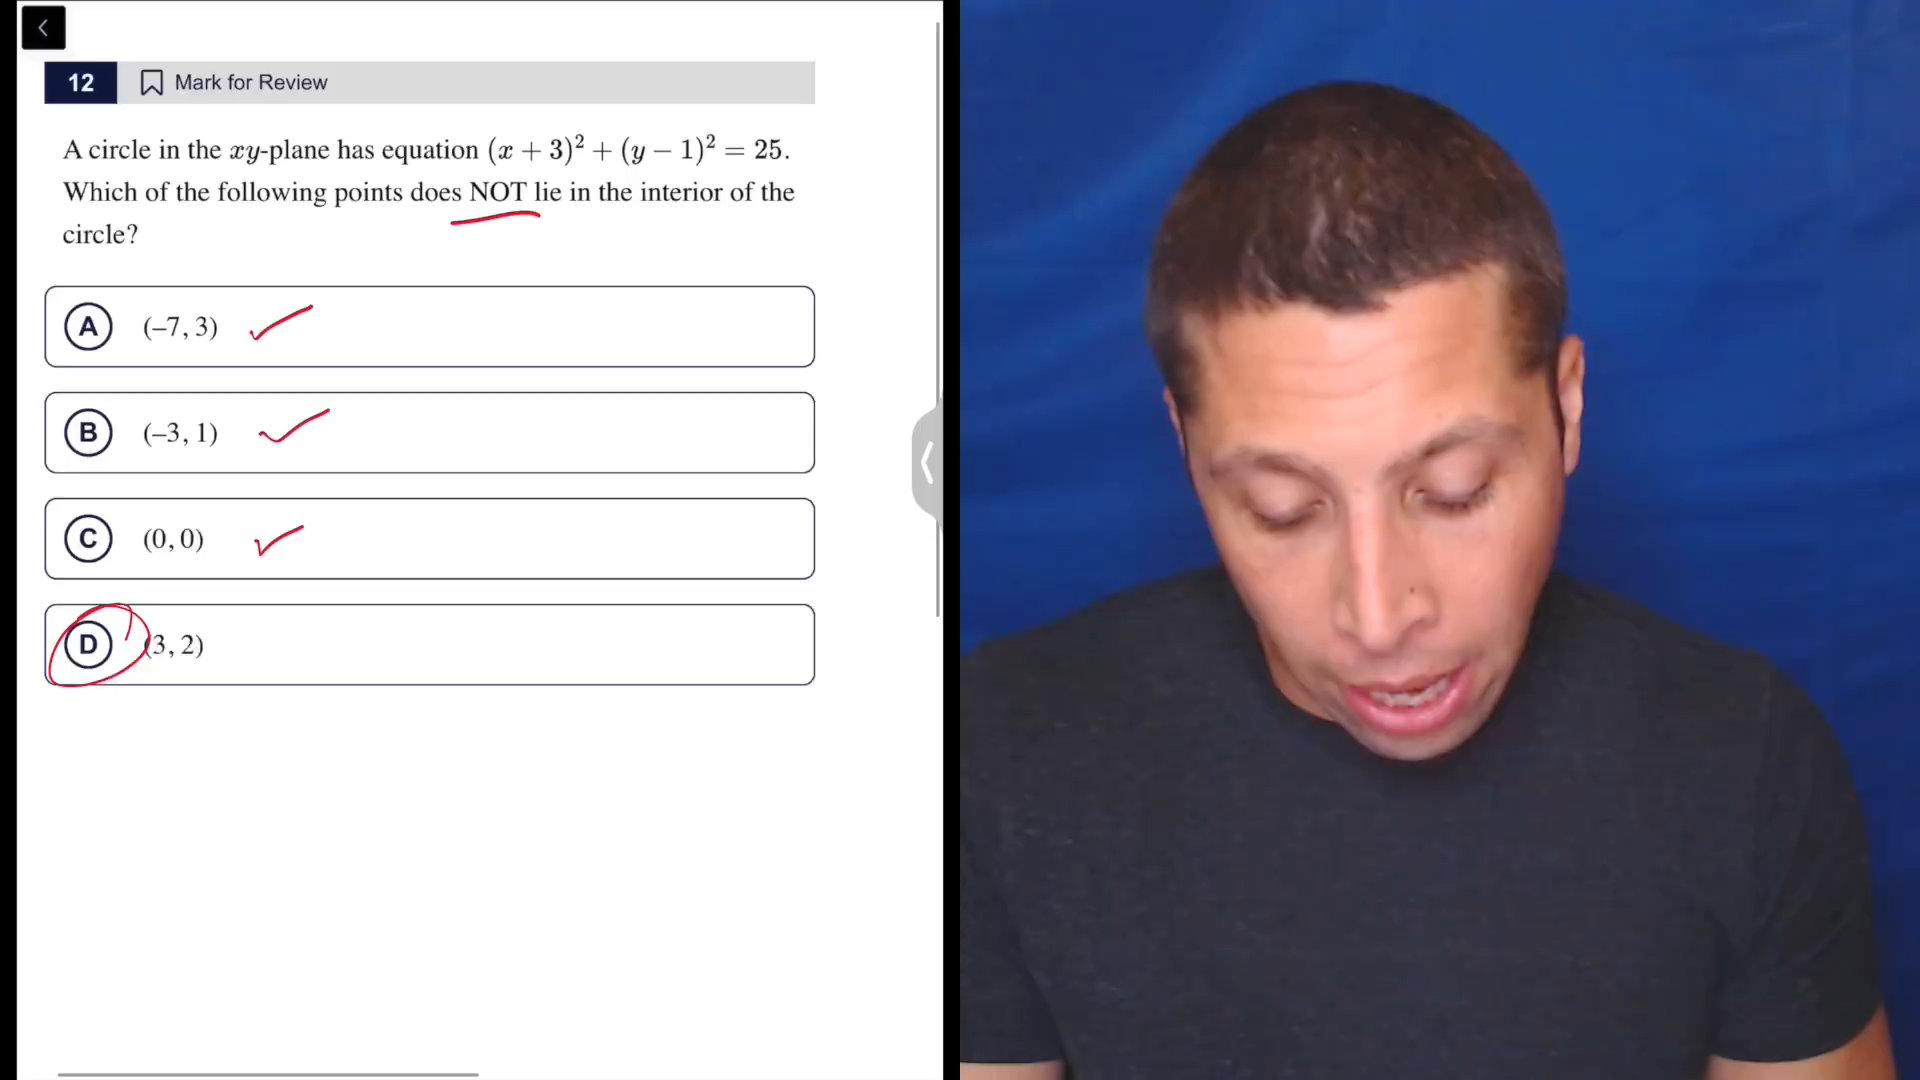 12 Mark for Review
A circle in the xy-plane has equation (x + 3)² + (y − 1)² = 25.
Which of the following points does NOT lie in the interior of the
circle?
A (–7, 3)
B (–3, 1)
C (0, 0)
D (3, 2)